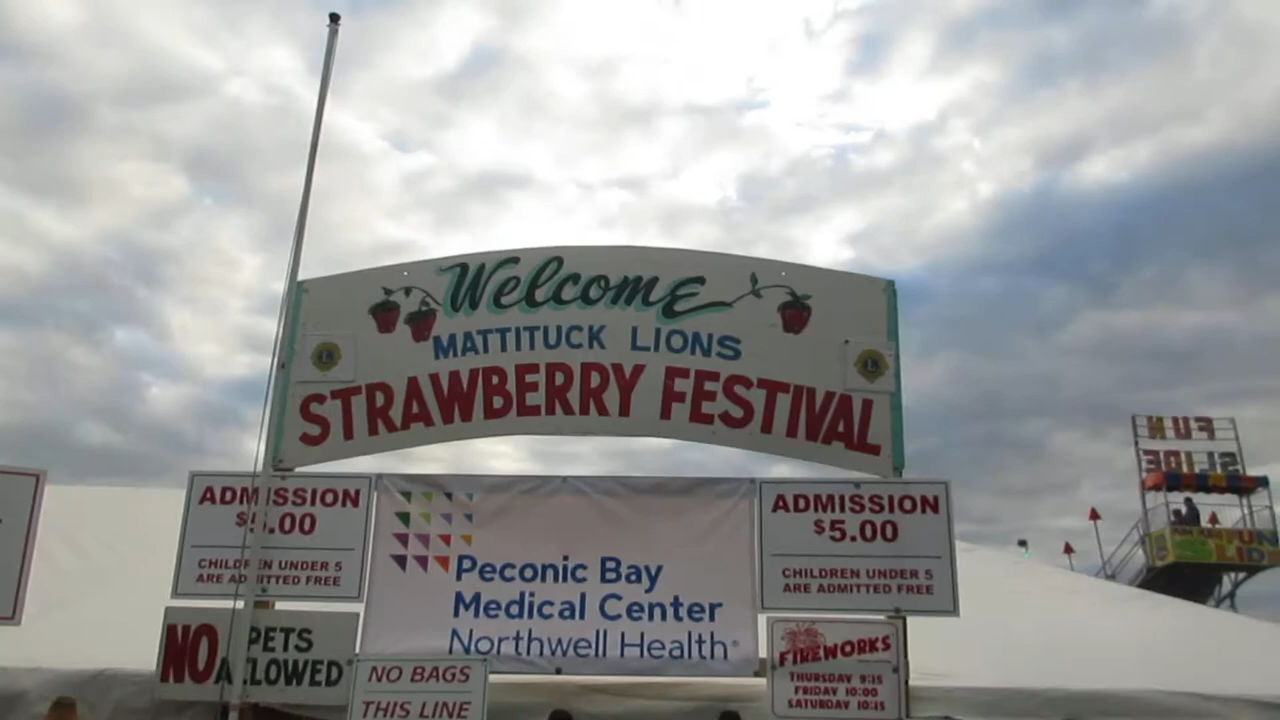 Welcome
MATTITUCK LIONS
STRAWBERRY FESTIVAL
L
L
ADMISSION
$5.00
CHILDREN UNDER 5
ARE ADMITTED FREE
Peconic Bay
Medical Center
Northwell Health
ADMISSION
$5.00
CHILDREN UNDER 5
ARE ADMITTED FREE
NO PETS
ALLOWED
NO BAGS
THIS LINE
FIREWORKS
THURSDAY 9:15
FRIDAY 10:00
SATURDAY 10:15
FUN
SLIDE
FUN